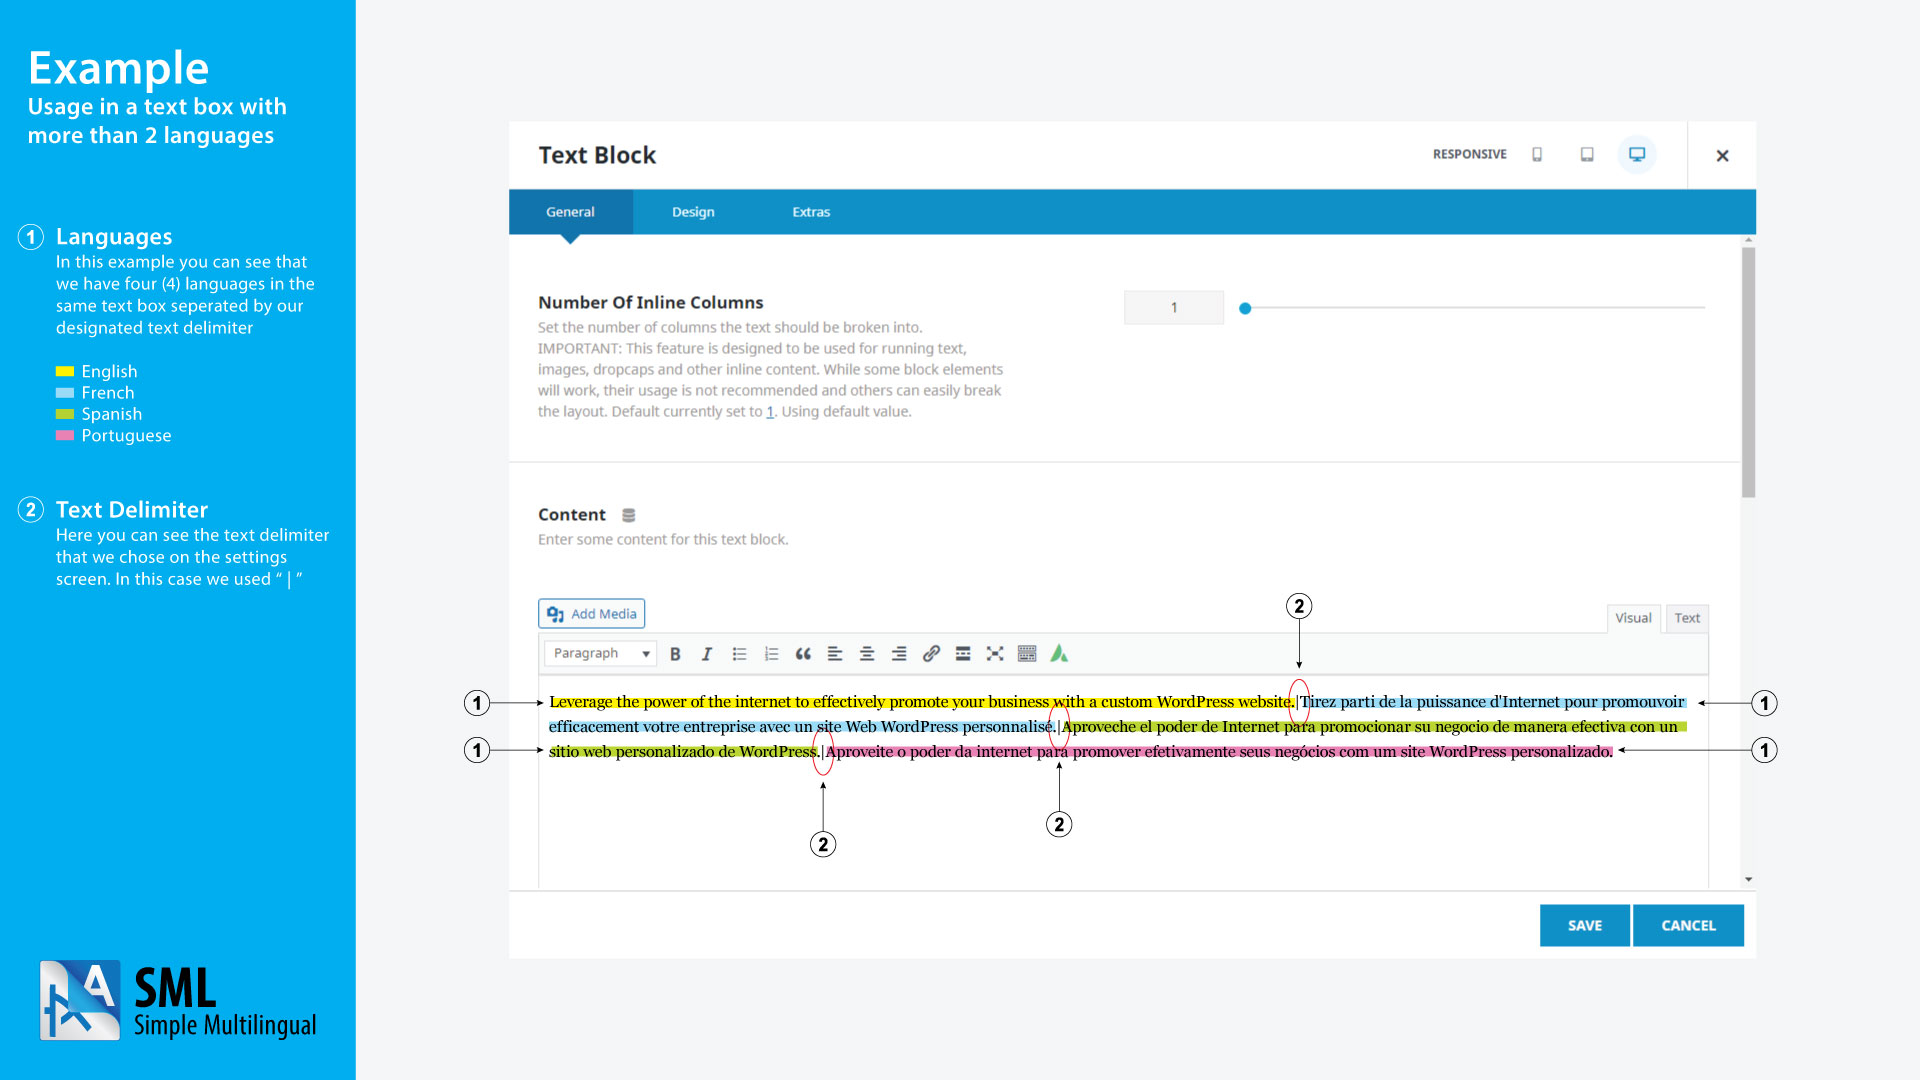 Example
Usage in a text box with
more than 2 languages
1 Languages
In this example you can see that
we have four (4) languages in the
same text box seperated by our
designated text delimiter
English
French
Spanish
Portuguese
2 Text Delimiter
Here you can see the text delimiter
that we chose on the settings
screen. In this case we used “ | ”
SML
Simple Multilingual
Text Block
RESPONSIVE
×
General Design Extras
Number Of Inline Columns
1
Set the number of columns the text should be broken into.
IMPORTANT: This feature is designed to be used for running text,
images, dropcaps and other inline content. While some block elements
will work, their usage is not recommended and others can easily break
the layout. Default currently set to 1. Using default value.
Content
Enter some content for this text block.
2
Add Media
Visual Text
Paragraph B I
1 Leverage the power of the internet to effectively promote your business with a custom WordPress website.|Tirez parti de la puissance d'Internet pour promouvoir 1
efficacement votre entreprise avec un site Web WordPress personnalisé.|Aproveche el poder de Internet para promocionar su negocio de manera efectiva con un
1 sitio web personalizado de WordPress.|Aproveite o poder da internet para promover efetivamente seus negócios com um site WordPress personalizado. 1
2
2
SAVE CANCEL